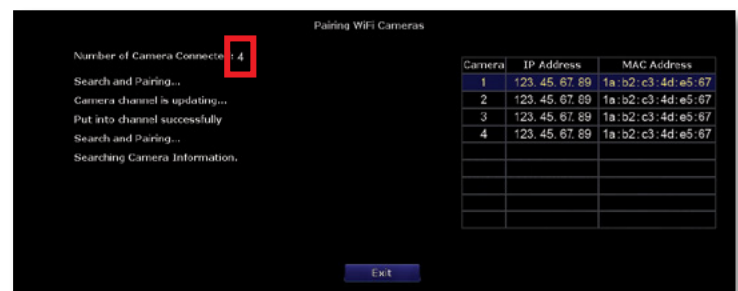 Pairing WiFi Cameras
Number of Camera Connected: 4
Search and Pairing...
Camera channel is updating...
Put into channel successfully
Search and Pairing...
Searching Camera Information.
Camera IP Address MAC Address
1 123. 45. 67. 89 1a:b2:c3:4d:e5:67
2 123. 45. 67. 89 1a:b2:c3:4d:e5:67
3 123. 45. 67. 89 1a:b2:c3:4d:e5:67
4 123. 45. 67. 89 1a:b2:c3:4d:e5:67
Exit